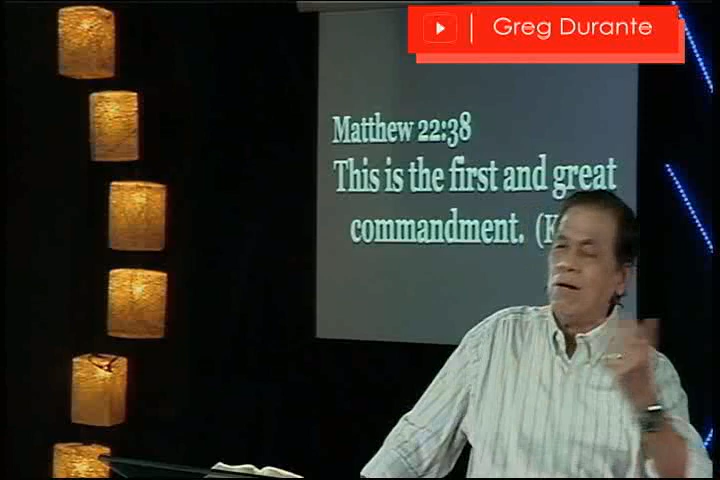 Greg Durante
Matthew 22:38
This is the first and great
commandment.